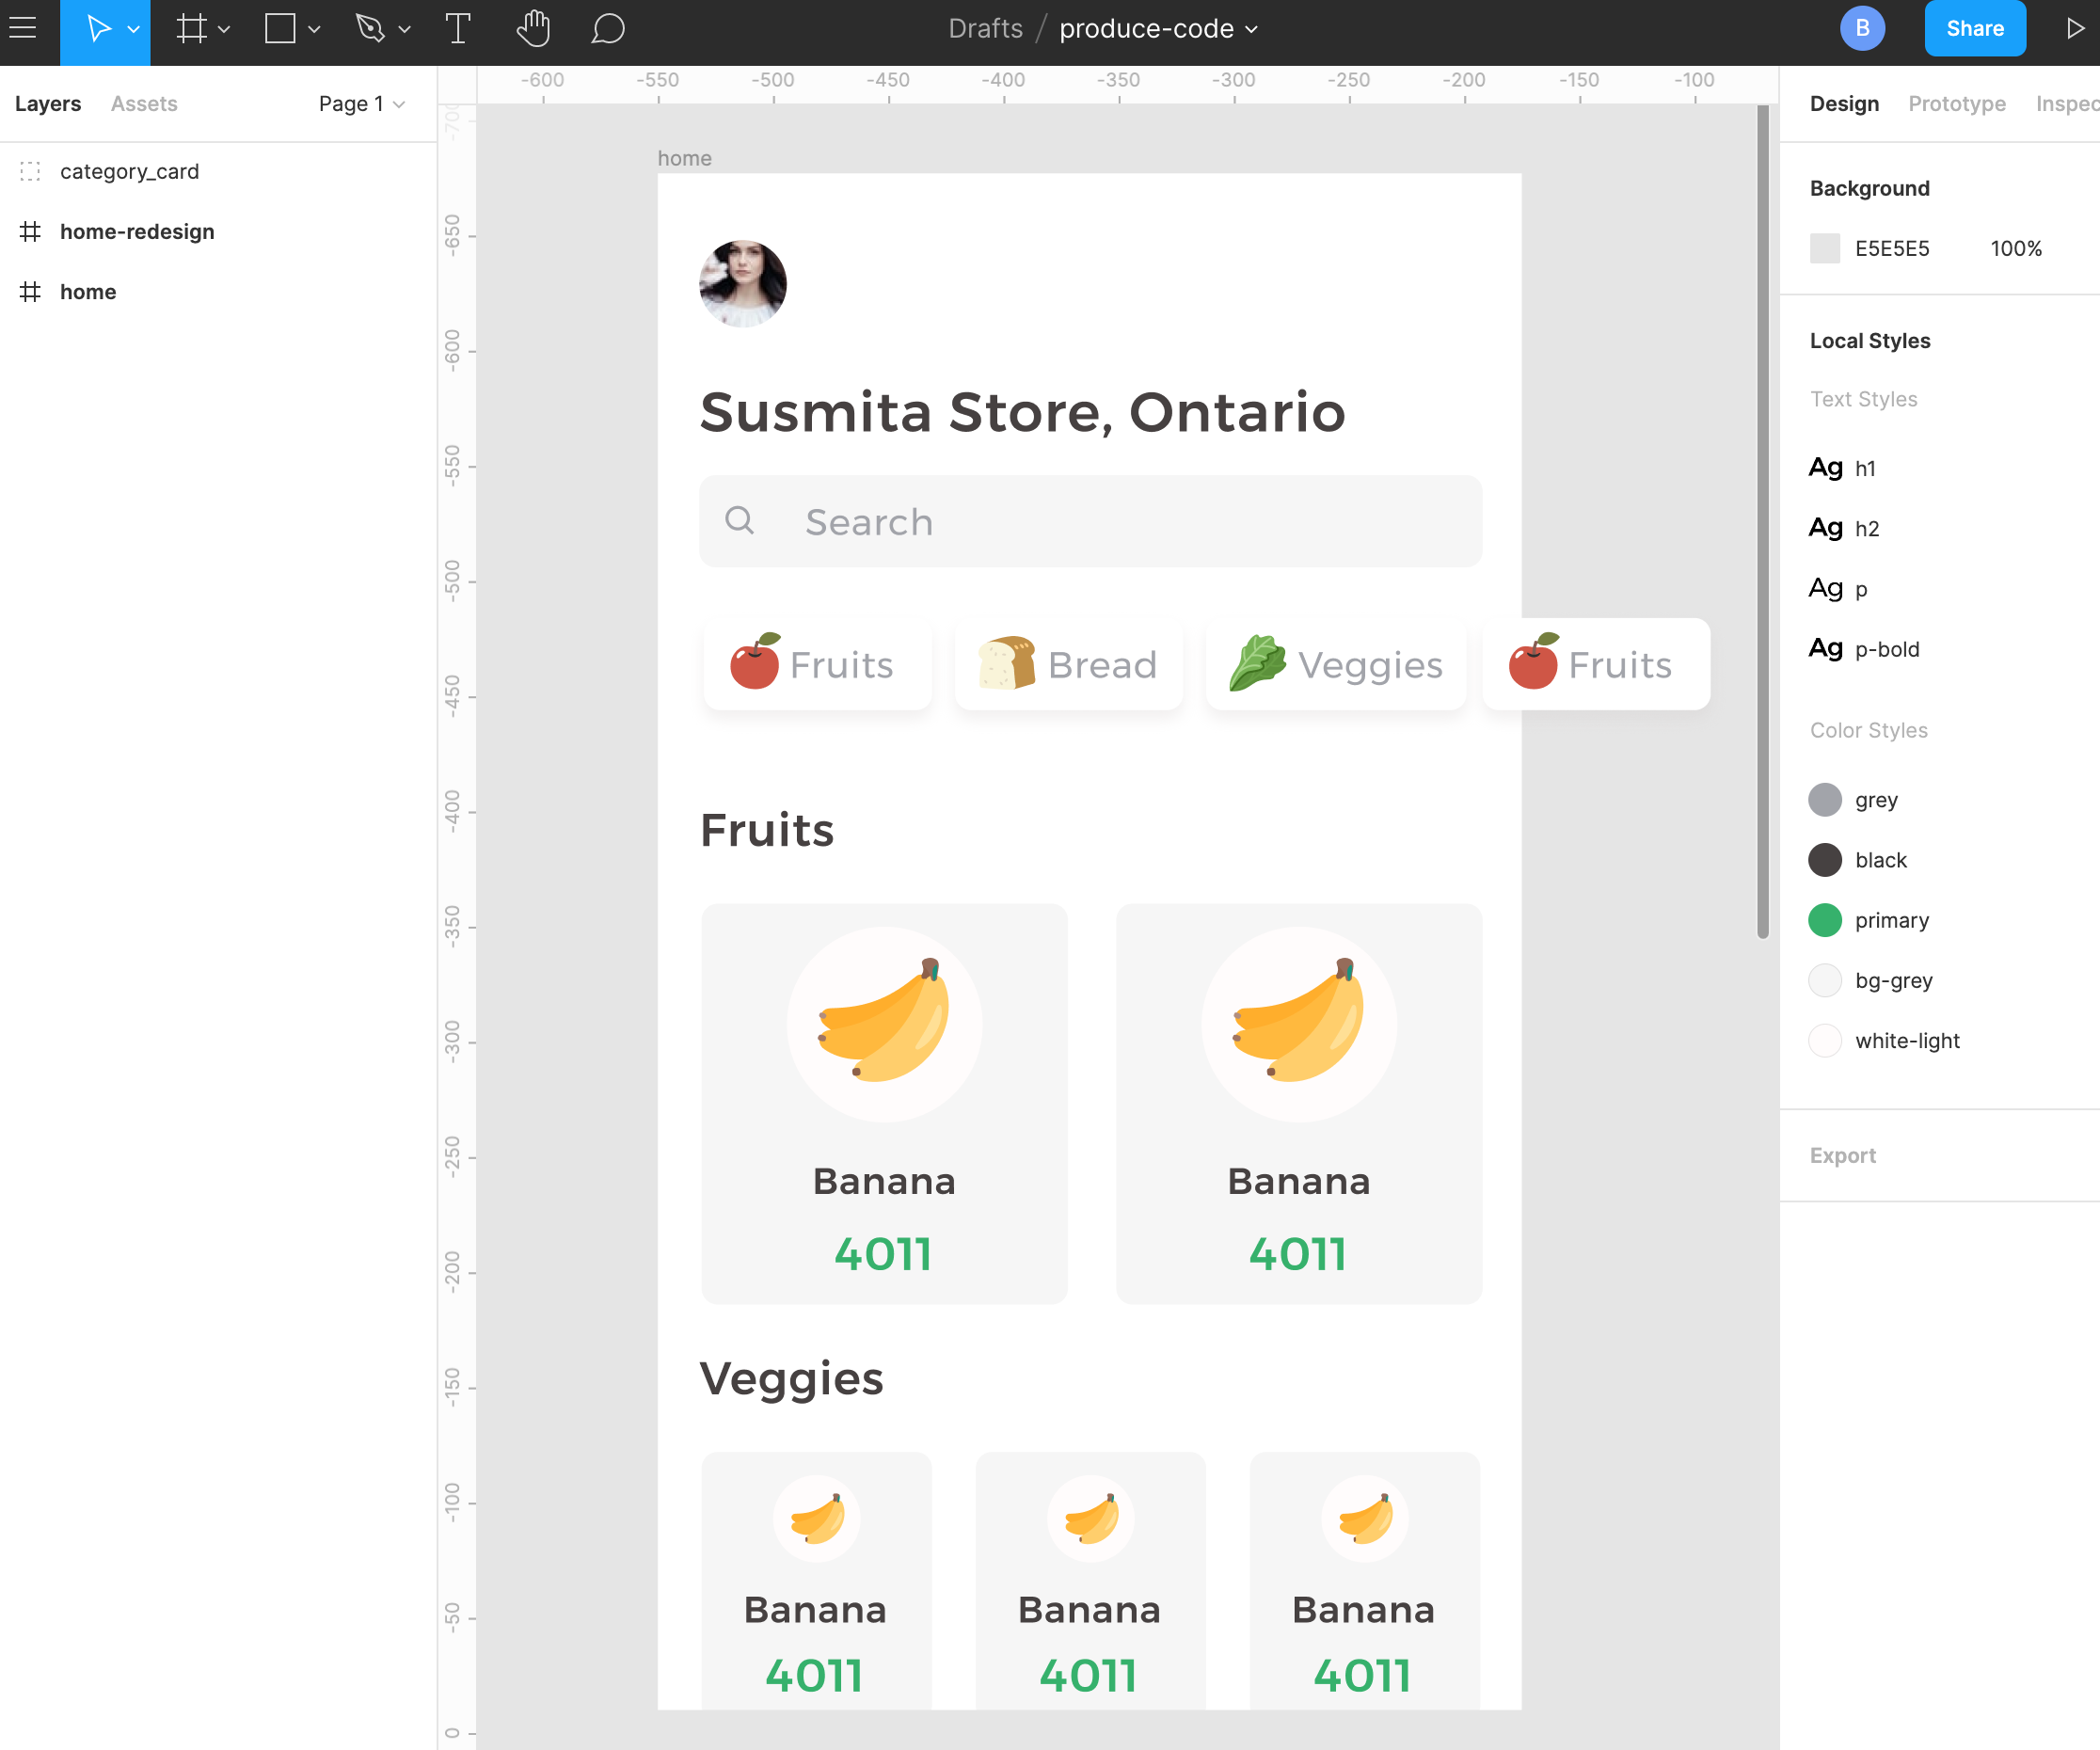 Drafts / produce-code
B
Share
Layers Assets Page 1
category_card
home-redesign
home
-600 -550 -500 -450 -400 -350 -300 -250 -200 -150 -100
-700
-650
-600
-550
-500
-450
-400
-350
-300
-250
-200
-150
-100
-50
0
home
Susmita Store, Ontario
Search
Fruits Bread Veggies Fruits
Fruits
Banana Banana
4011 4011
Veggies
Banana Banana Banana
4011 4011 4011
Design Prototype Inspec
Background
E5E5E5 100%
Local Styles
Text Styles
Ag h1
Ag h2
Ag p
Ag p-bold
Color Styles
grey
black
primary
bg-grey
white-light
Export